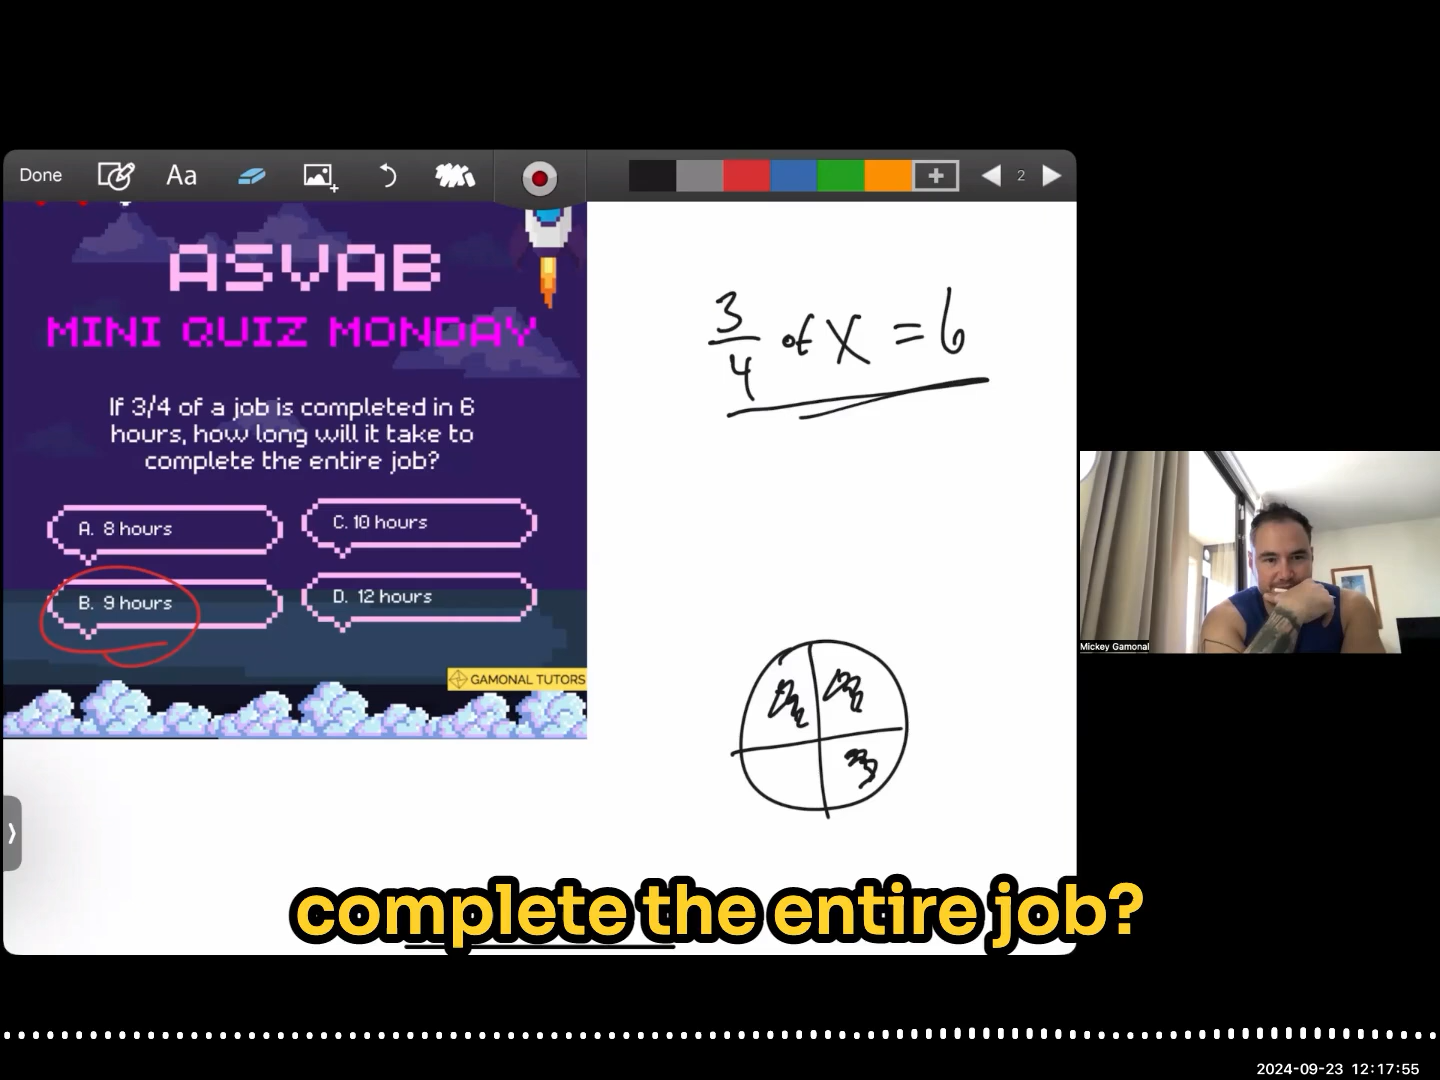 Done
Aa
2
ASVAB
MINI QUIZ MONDAY
If 3/4 of a job is completed in 6
hours, how long will it take to
complete the entire job?
A. 8 hours
C. 10 hours
B. 9 hours
D. 12 hours
GAMONAL TUTORS
3/4 of X = 6
Mickey Gamonal
complete the entire job?
2024-09-23 12:17:55